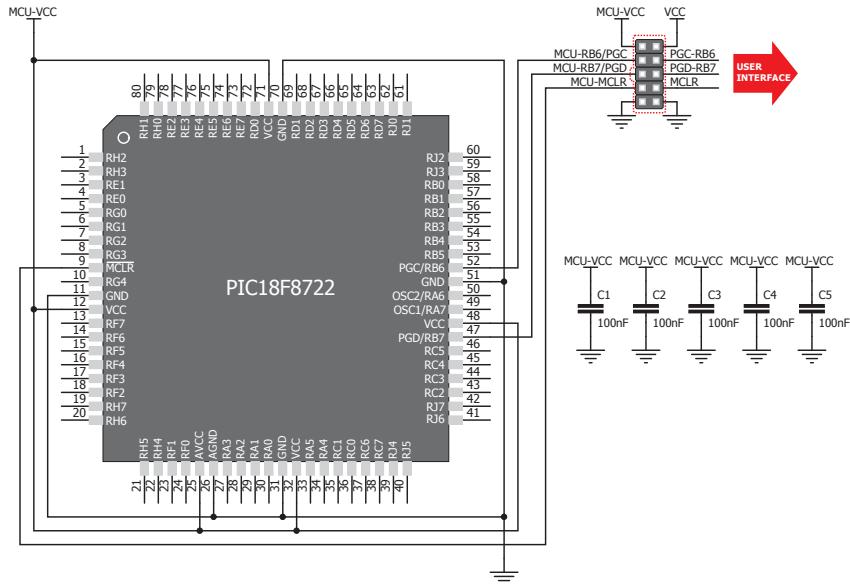 MCU-VCC
MCU-VCC VCC
MCU-RB6/PGC PGC-RB6
MCU-RB7/PGD PGD-RB7
MCU-MCLR MCLR
USER
INTERFACE
80 79 78 77 76 75 74 73 72 71 70 69 68 67 66 65 64 63 62 61
RH1 RH0 RE2 RE3 RE4 RE5 RE6 RE7 RD0 VCC GND RD1 RD2 RD3 RD4 RD5 RD6 RD7 RJ0 RJ1
1 RH2
2 RH3
3 RE1
4 RE0
5 RG0
6 RG1
7 RG2
8 RG3
9 MCLR
10 RG4
11 GND
12 VCC
13 RF7
14 RF6
15 RF5
16 RF4
17 RF3
18 RF2
19 RH7
20 RH6
PIC18F8722
RJ2 60
RJ3 59
RB0 58
RB1 57
RB2 56
RB3 55
RB4 54
RB5 53
PGC/RB6 52
GND 51
OSC2/RA6 50
OSC1/RA7 49
VCC 48
PGD/RB7 47
RC5 46
RC4 45
RC3 44
RC2 43
RJ7 42
RJ6 41
RH5 RH4 RF1 RF0 AVCC AGND RA3 RA2 RA1 RA0 GND VCC RA5 RA4 RC1 RC0 RC6 RC7 RJ4 RJ5
21 22 23 24 25 26 27 28 29 30 31 32 33 34 35 36 37 38 39 40
MCU-VCC MCU-VCC MCU-VCC MCU-VCC MCU-VCC
C1 C2 C3 C4 C5
100nF 100nF 100nF 100nF 100nF